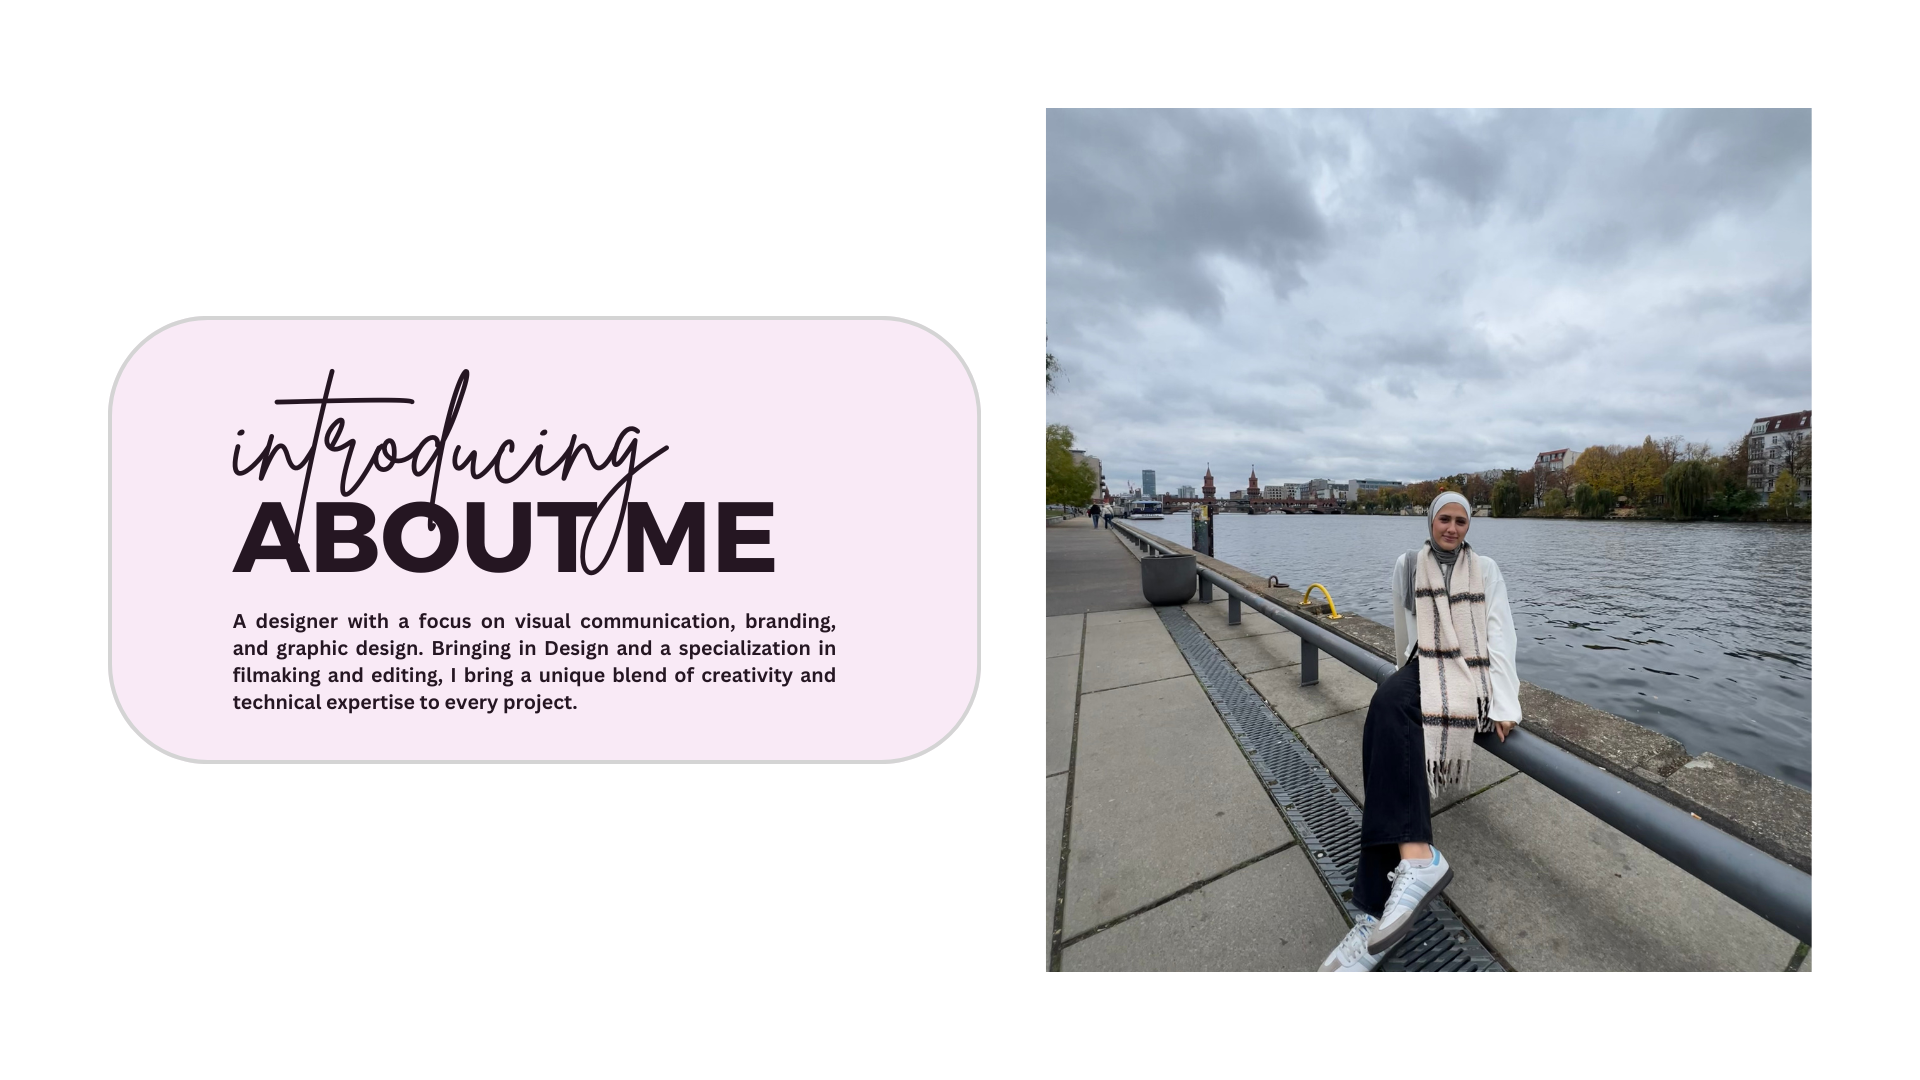 introducing
ABOUT ME
A designer with a focus on visual communication, branding,
and graphic design. Bringing in Design and a specialization in
filmaking and editing, I bring a unique blend of creativity and
technical expertise to every project.